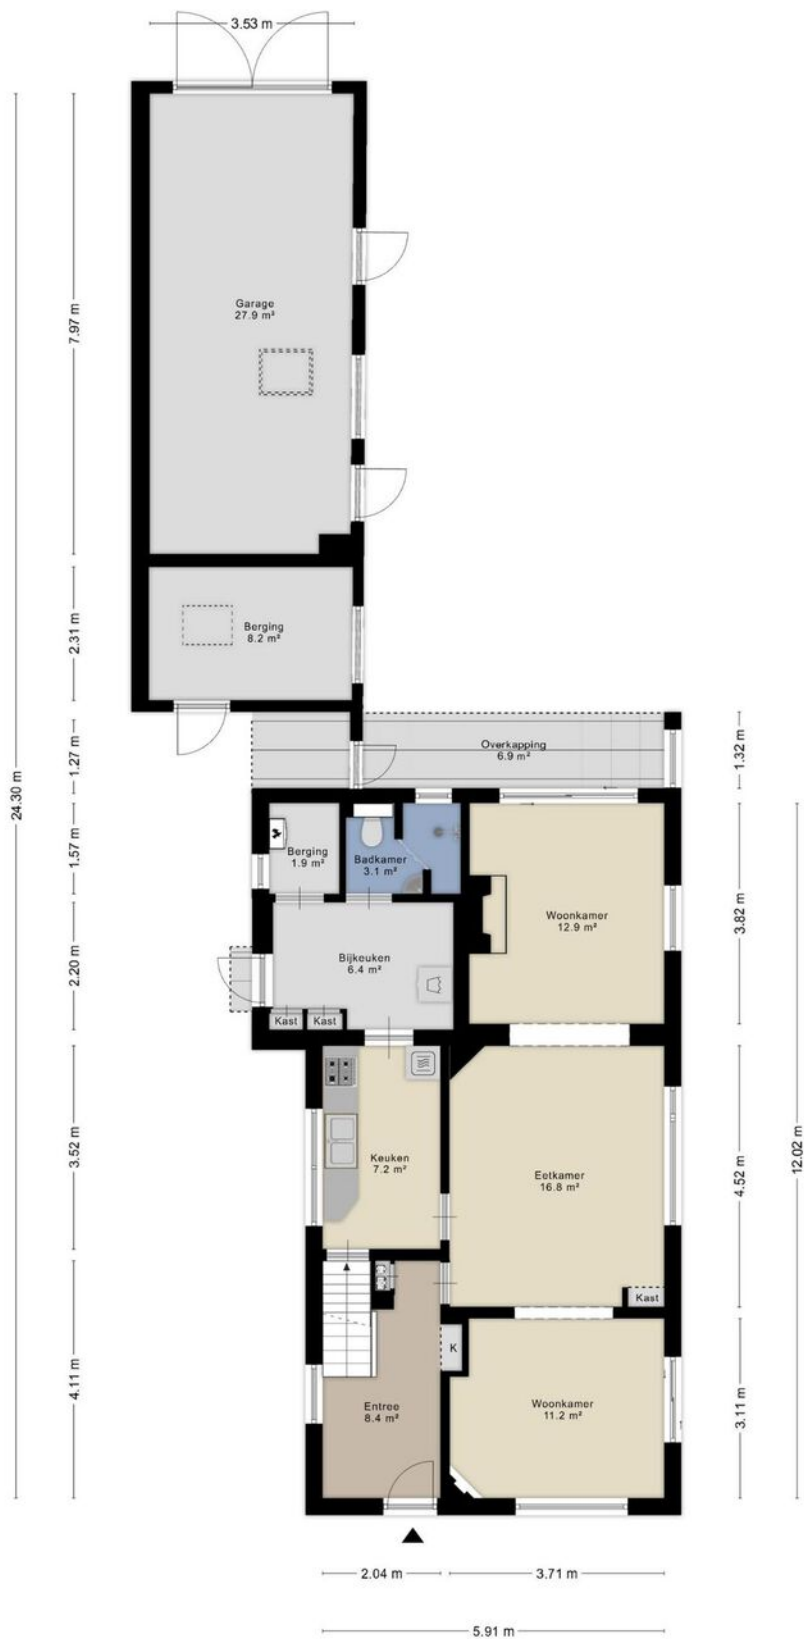 3.53 m
Garage
27.9 m²
7.97 m
Berging
8.2 m²
2.31 m
24.30 m
1.27 m
Overkapping
6.9 m²
1.32 m
1.57 m
Berging
1.9 m²
Badkamer
3.1 m²
Woonkamer
12.9 m²
3.82 m
2.20 m
Bijkeuken
6.4 m²
Kast
Kast
12.02 m
3.52 m
Keuken
7.2 m²
Eetkamer
16.8 m²
4.52 m
Kast
4.11 m
K
Entree
8.4 m²
Woonkamer
11.2 m²
3.11 m
2.04 m
3.71 m
5.91 m